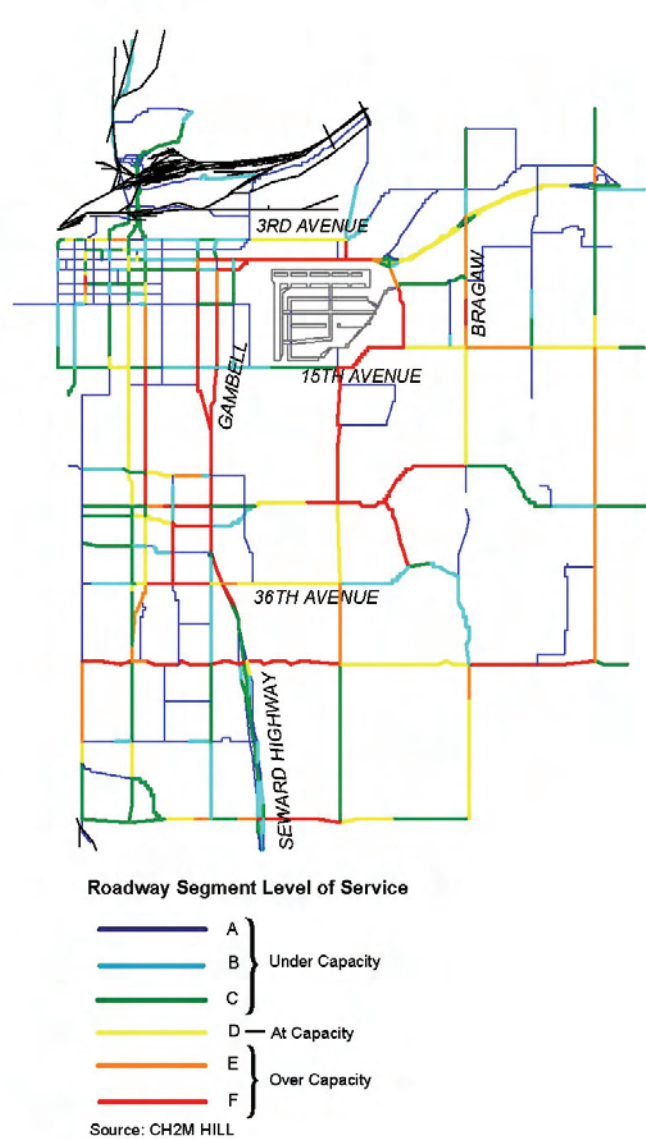 3RD AVENUE
BRAGAW
GAMBELL
15TH AVENUE
36TH AVENUE
SEWARD HIGHWAY
Roadway Segment Level of Service
A
B
Under Capacity
C
D — At Capacity
E
Over Capacity
F
Source: CH2M HILL